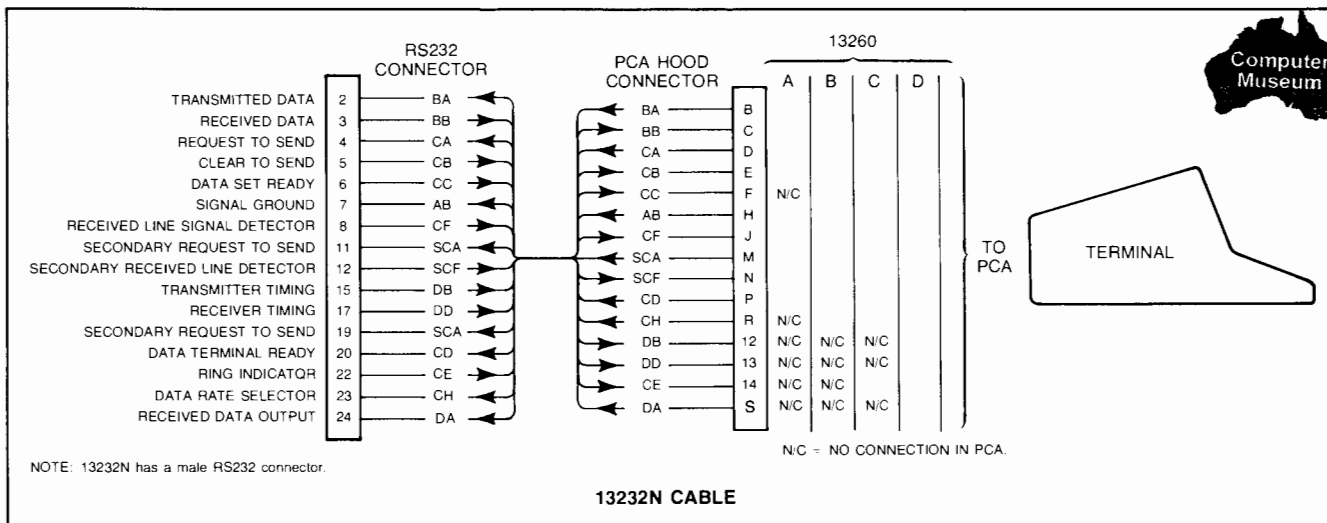 RS232
CONNECTOR
TRANSMITTED DATA 2 BA
RECEIVED DATA 3 BB
REQUEST TO SEND 4 CA
CLEAR TO SEND 5 CB
DATA SET READY 6 CC
SIGNAL GROUND 7 AB
RECEIVED LINE SIGNAL DETECTOR 8 CF
SECONDARY REQUEST TO SEND 11 SCA
SECONDARY RECEIVED LINE DETECTOR 12 SCF
TRANSMITTER TIMING 15 DB
RECEIVER TIMING 17 DD
SECONDARY REQUEST TO SEND 19 SCA
DATA TERMINAL READY 20 CD
RING INDICATOR 22 CE
DATA RATE SELECTOR 23 CH
RECEIVED DATA OUTPUT 24 DA
PCA HOOD
CONNECTOR
13260
A B C D
BA B
BB C
CA D
CB E
CC F N/C
AB H
CF J
SCA M
SCF N
CD P
CH R N/C
DB 12 N/C N/C N/C
DD 13 N/C N/C N/C
CE 14 N/C N/C
DA S N/C N/C N/C
TO
PCA
TERMINAL
Computer
Museum
N/C = NO CONNECTION IN PCA.
NOTE: 13232N has a male RS232 connector.
13232N CABLE